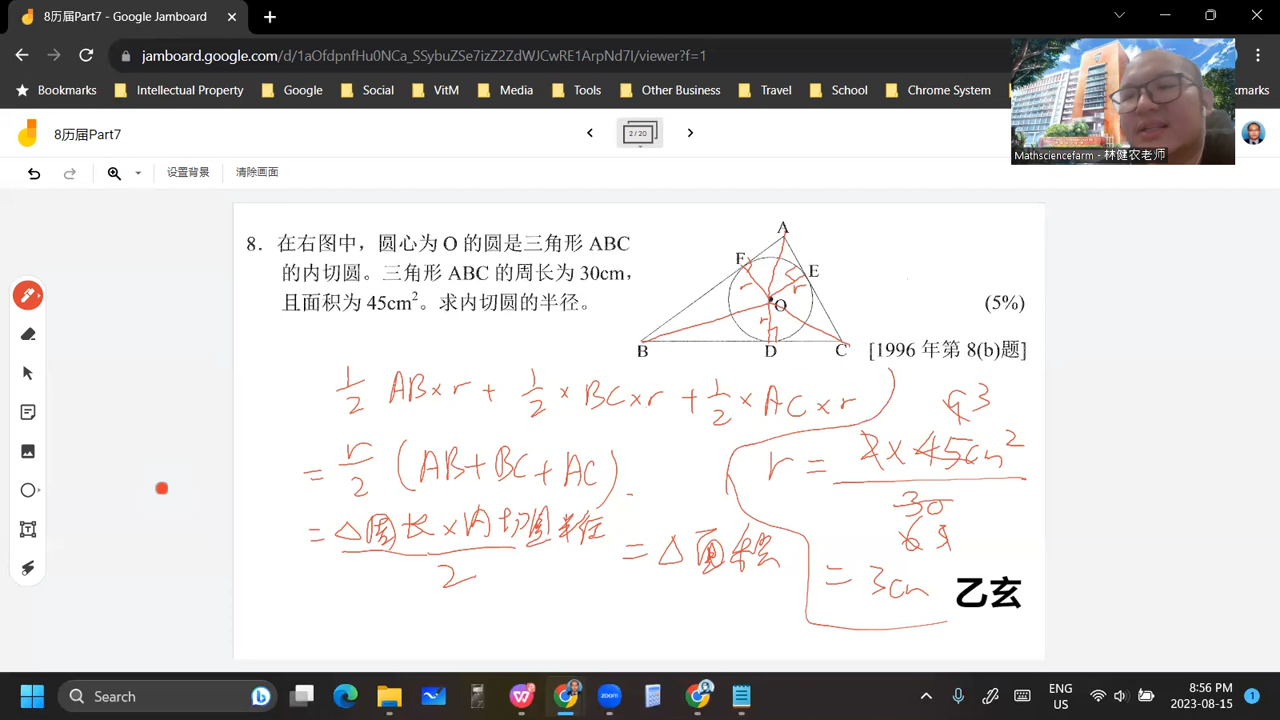 8历届Part7 - Google Jamboard
jamboard.google.com/d/1aOfdpn
0NCa_SSybuZSe7izZ2C7dWJCwRE1ArpNd7I/viewer?f=1
Bookmarks
Intellectual Property
Google
Social
VitM
Media
Tools
Other Business
Travel
School
Chrome System
Mathsciencefarm - 林健农老师
8历届Part7
2 / 20
设置背景
清除画面
8. 在右图中，圆心为 O 的圆是三角形 ABC
的内切圆。三角形 ABC 的周长为 30cm，
且面积为 45cm²。求内切圆的半径。
(5%)
[1996 年第 8(b)题]
A
F
E
r
r
O
r
B
D
C
1/2 AB×r + 1/2 × BC×r + 1/2 × AC×r
= r/2 (AB+BC+AC)
= △周长×内切圆半径 / 2 = △面积
3
r = 2×45cm² / 30
= 3cm
乙玄
Search
ENG
US
8:56 PM
2023-08-15
1